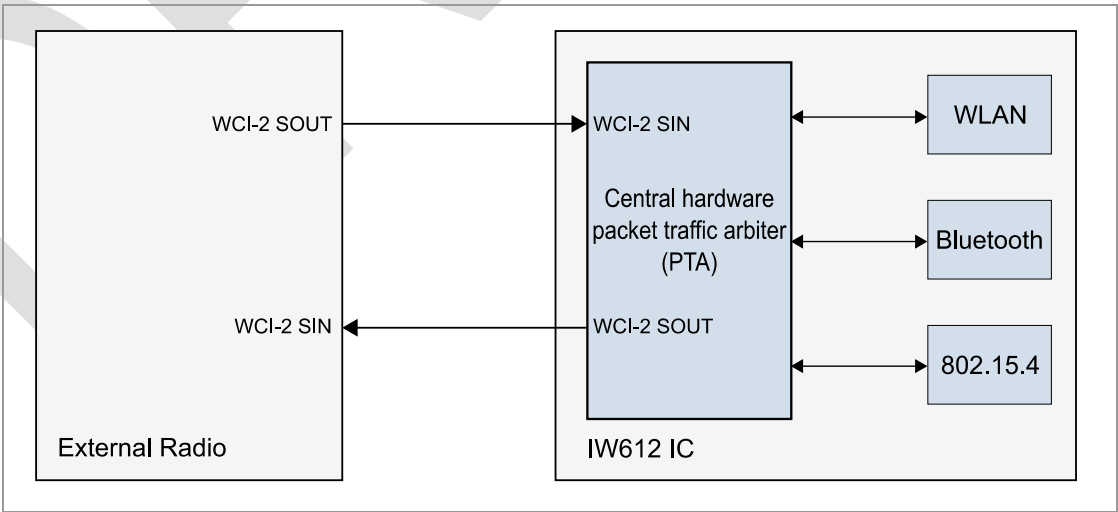 WCI-2 SOUT
WCI-2 SIN
WLAN
Central hardware
packet traffic arbiter
(PTA)
Bluetooth
WCI-2 SIN
WCI-2 SOUT
802.15.4
External Radio
IW612 IC